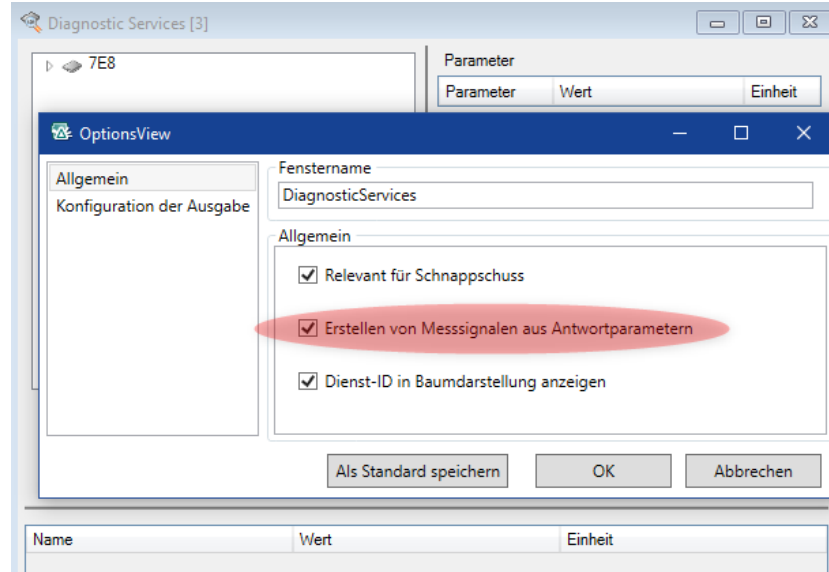 Diagnostic Services [3]
7E8
Parameter
Parameter Wert Einheit
OptionsView
Allgemein
Konfiguration der Ausgabe
Fenstername
DiagnosticServices
Allgemein
Relevant für Schnappschuss
Erstellen von Messsignalen aus Antwortparametern
Dienst-ID in Baumdarstellung anzeigen
Als Standard speichern OK Abbrechen
Name Wert Einheit